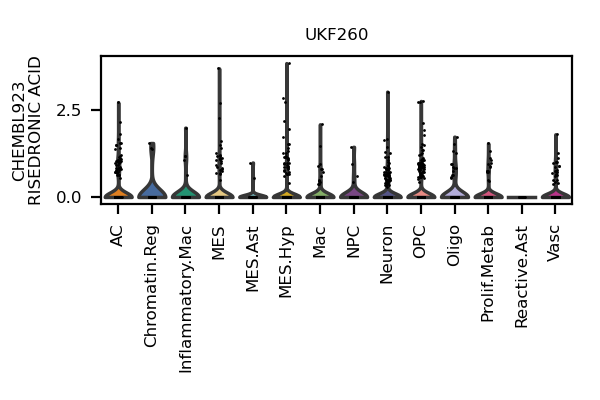 UKF260
CHEMBL923
RISEDRONIC ACID
2.5
0.0
AC
Chromatin.Reg
Inflammatory.Mac
MES
MES.Ast
MES.Hyp
Mac
NPC
Neuron
OPC
Oligo
Prolif.Metab
Reactive.Ast
Vasc